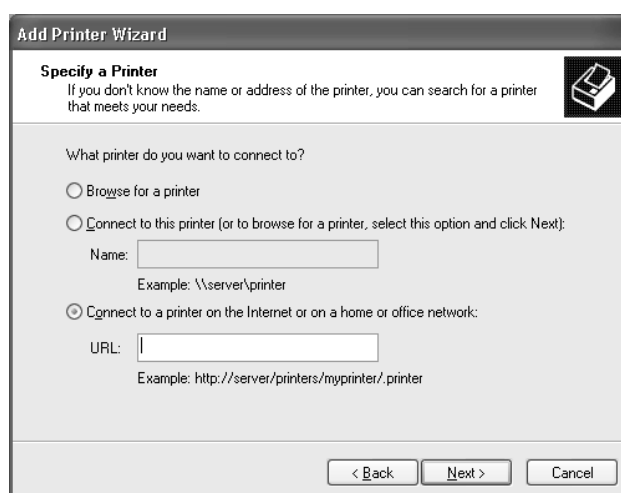 Add Printer Wizard
Specify a Printer
If you don't know the name or address of the printer, you can search for a printer
that meets your needs.
What printer do you want to connect to?
Browse for a printer
Connect to this printer (or to browse for a printer, select this option and click Next):
Name:
Example: \\server\printer
Connect to a printer on the Internet or on a home or office network:
URL:
Example: http://server/printers/myprinter/.printer
< Back Next > Cancel